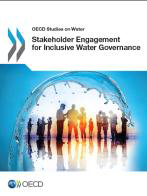 OECD Studies on Water
Stakeholder Engagement
for Inclusive Water Governance
OECD